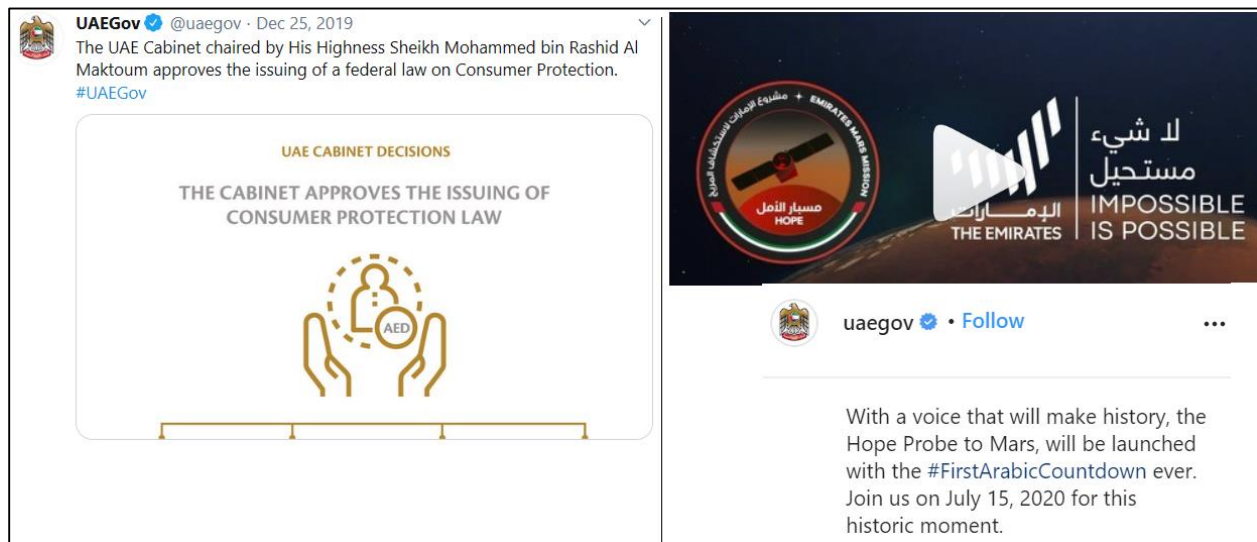 UAEGov @uaegov · Dec 25, 2019
The UAE Cabinet chaired by His Highness Sheikh Mohammed bin Rashid Al
Maktoum approves the issuing of a federal law on Consumer Protection.
#UAEGov
UAE CABINET DECISIONS
THE CABINET APPROVES THE ISSUING OF
CONSUMER PROTECTION LAW
AED
مشروع الإمارات لاستكشاف المريخ
EMIRATES MARS MISSION
مسبار الأمل
HOPE
الإمارات
THE EMIRATES
لا شيء
مستحيل
IMPOSSIBLE
IS POSSIBLE
uaegov • Follow
With a voice that will make history, the
Hope Probe to Mars, will be launched
with the #FirstArabicCountdown ever.
Join us on July 15, 2020 for this
historic moment.